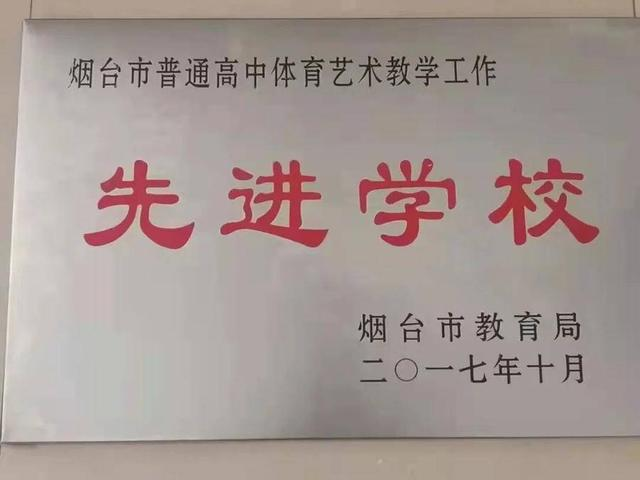 烟台市普通高中体育艺术教学工作
先进学校
烟台市教育局
二〇一七年十月